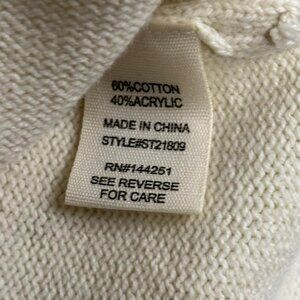 60%COTTON
40%ACRYLIC
MADE IN CHINA
STYLE#ST21809
RN#144251
SEE REVERSE
FOR CARE